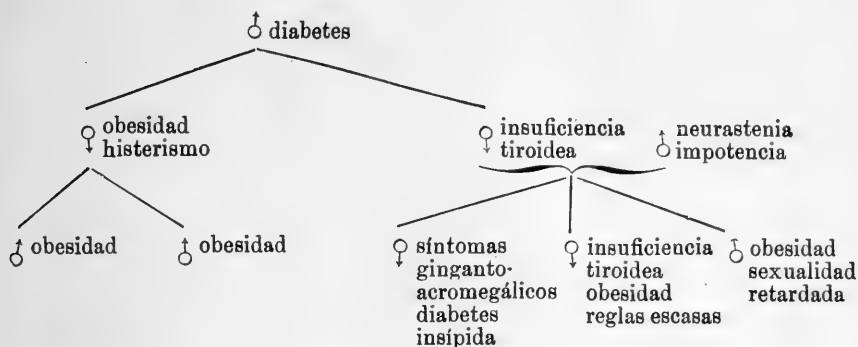 ♂ diabetes
♀ obesidad
histerismo
♀ insuficiencia
tiroidea
♂ neurastenia
impotencia
♂ obesidad
♂ obesidad
♀ síntomas
giganto-
acromegálicos
diabetes
insípida
♀ insuficiencia
tiroidea
obesidad
reglas escasas
♂ obesidad
sexualidad
retardada